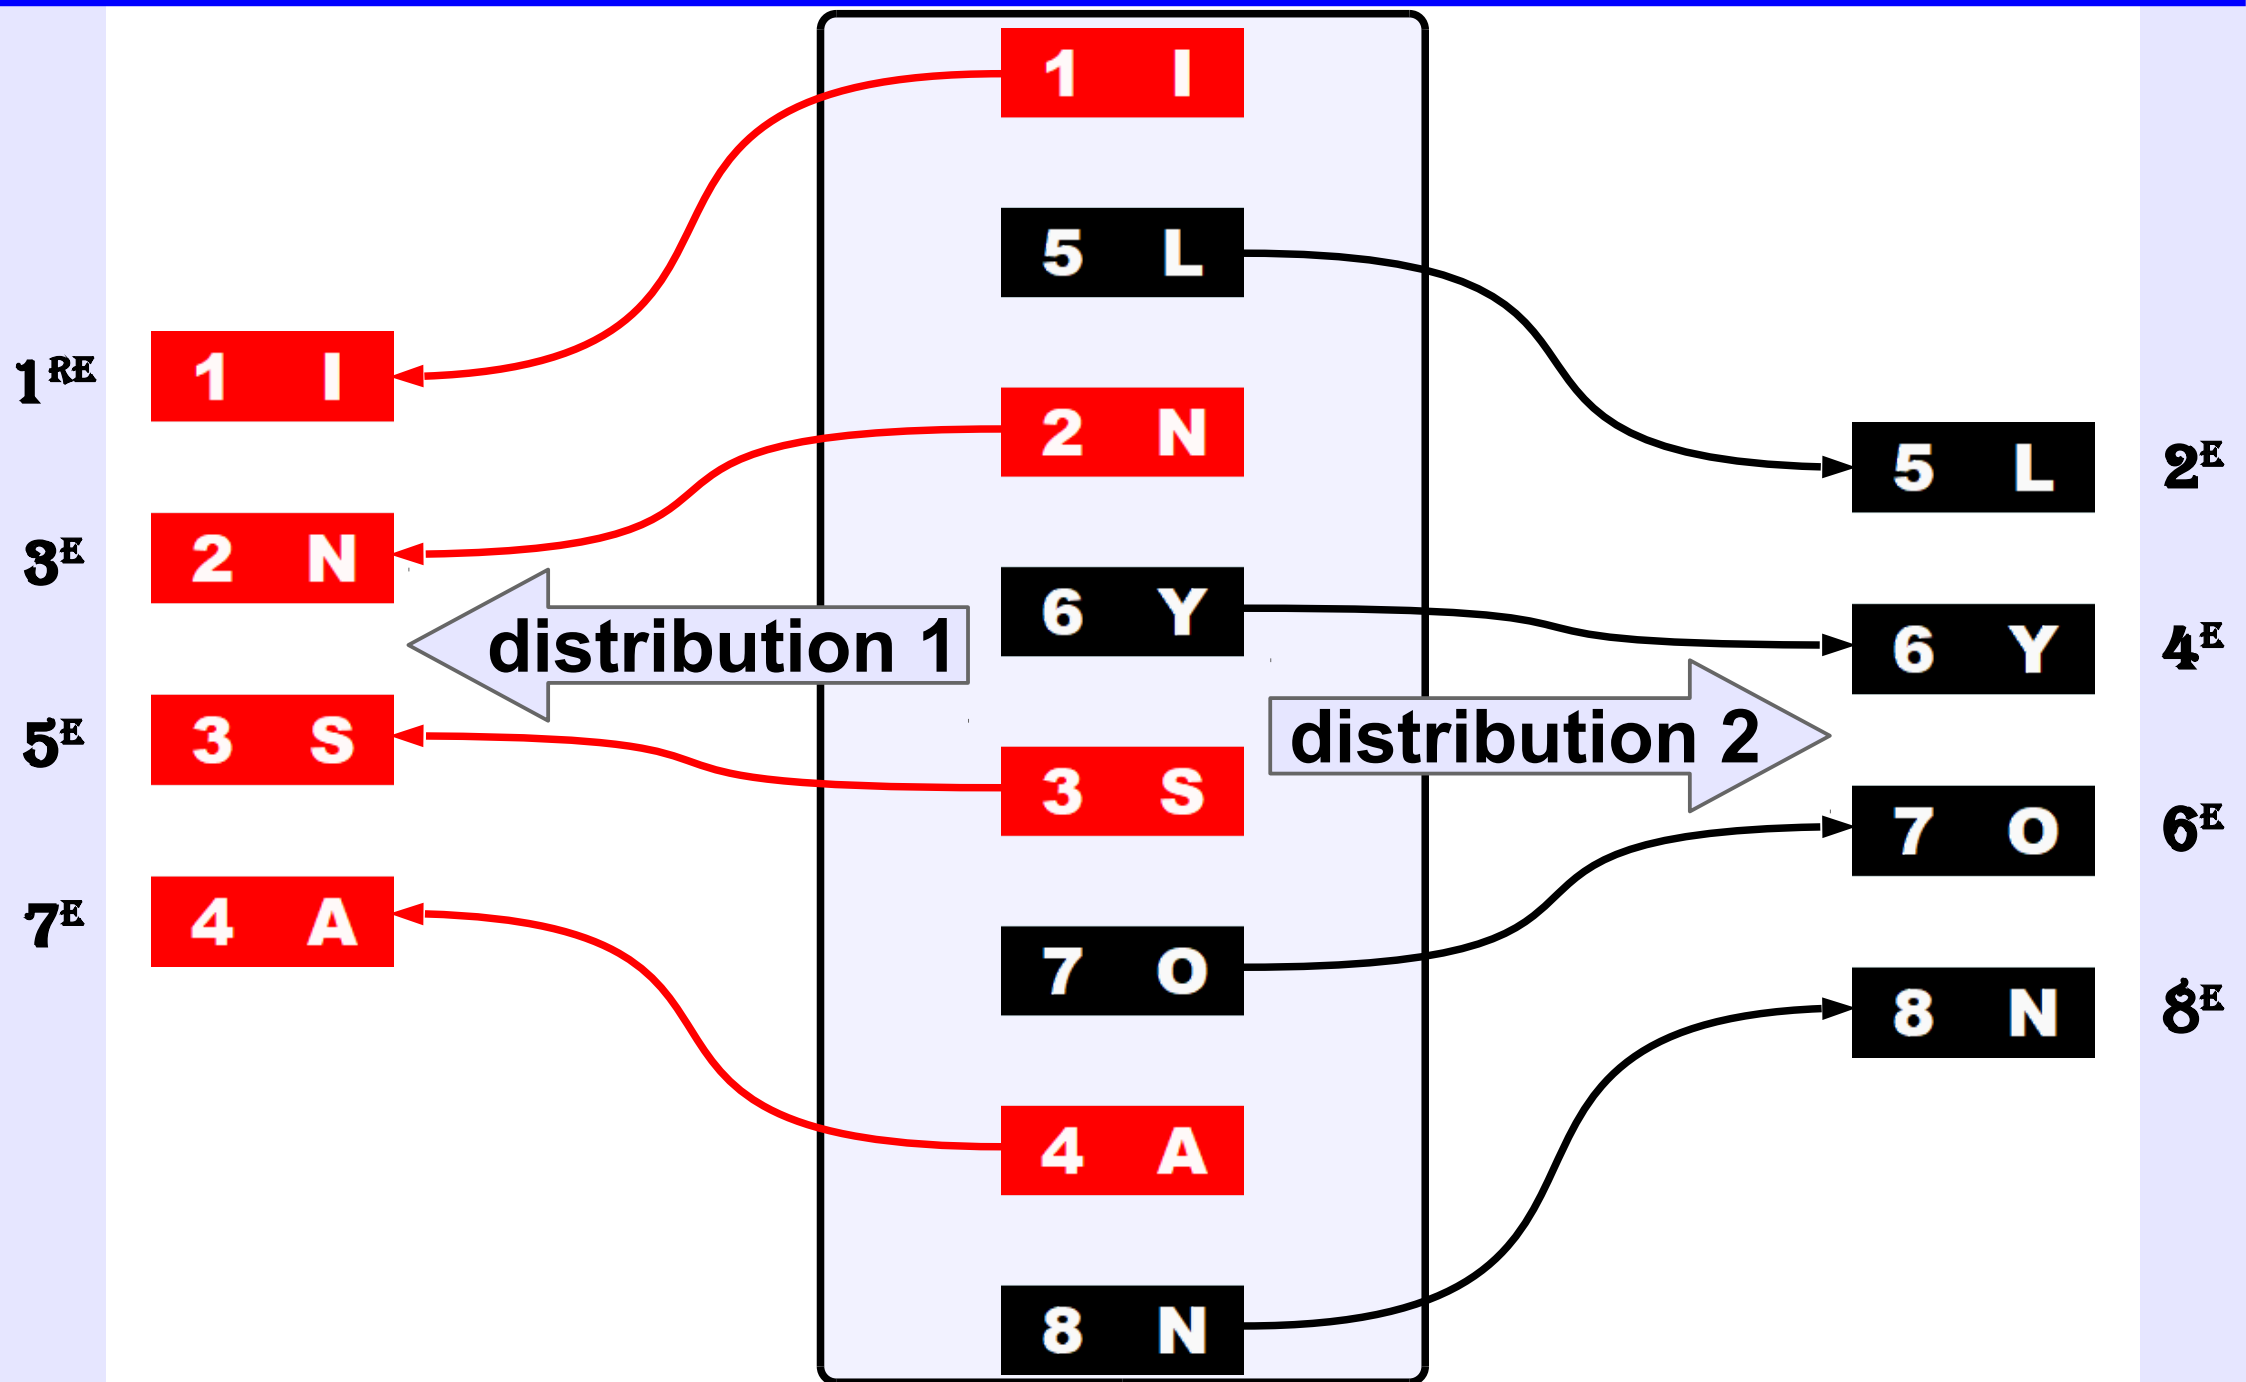 1 I
5 L
2 N
6 Y
3 S
7 O
4 A
8 N
1RE 1 I
3E 2 N
5E 3 S
7E 4 A
distribution 1
distribution 2
5 L 2E
6 Y 4E
7 O 6E
8 N 8E